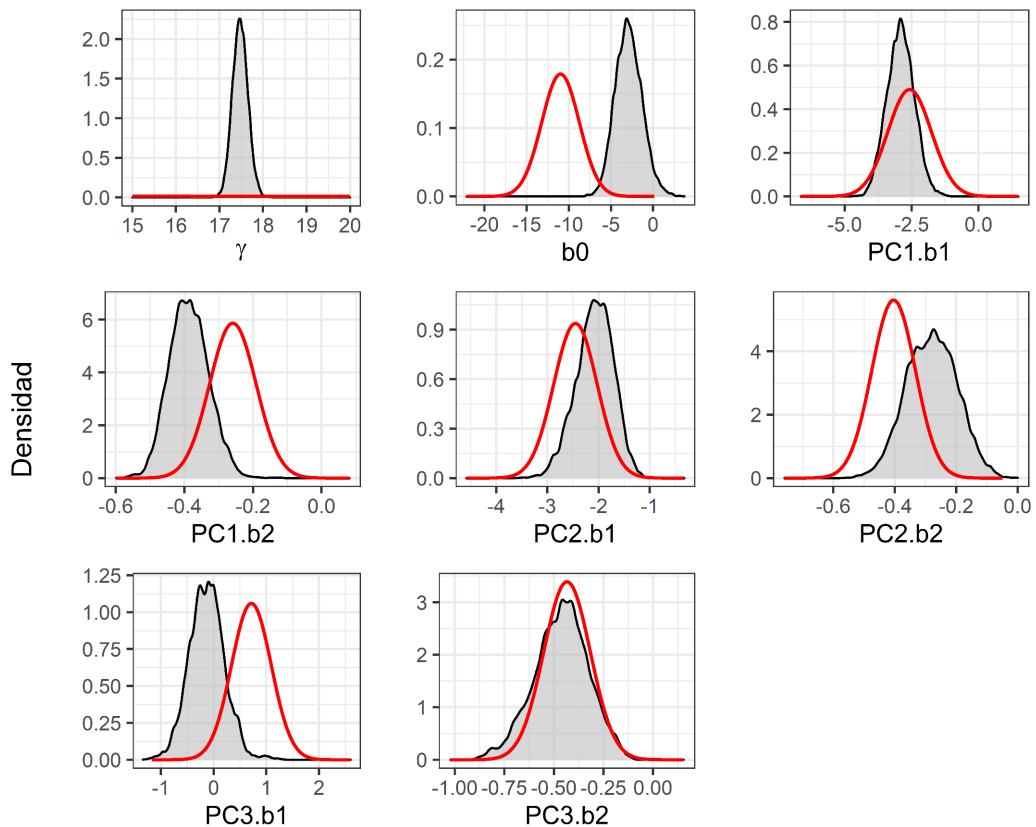 2.0
1.5
1.0
0.5
0.0
15 16 17 18 19 20
γ
0.2
0.1
0.0
-20 -15 -10 -5 0
b0
0.8
0.6
0.4
0.2
0.0
-5.0 -2.5 0.0
PC1.b1
Densidad
6
4
2
0
-0.6 -0.4 -0.2 0.0
PC1.b2
0.9
0.6
0.3
0.0
-4 -3 -2 -1
PC2.b1
4
2
0
-0.6 -0.4 -0.2 0.0
PC2.b2
1.25
1.00
0.75
0.50
0.25
0.00
-1 0 1 2
PC3.b1
3
2
1
0
-1.00 -0.75 -0.50 -0.25 0.00
PC3.b2